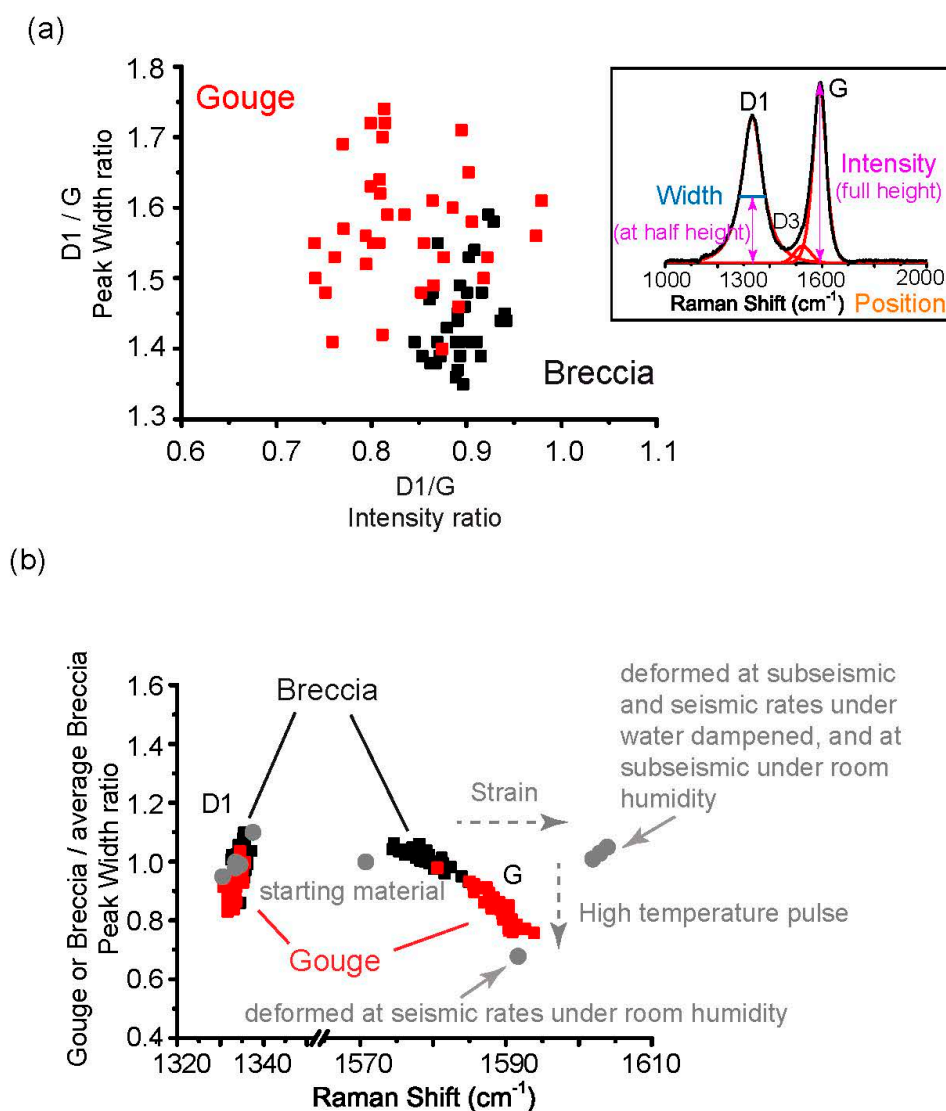 (a)
1.8
1.7
1.6
1.5
1.4
1.3
D1 / G
Peak Width ratio
Gouge
Breccia
0.6 0.7 0.8 0.9 1.0 1.1
D1/G
Intensity ratio
D1
G
Intensity
(full height)
Width
(at half height)
D3
1000 1300 1600 2000
Raman Shift (cm-1)
Position
(b)
Gouge or Breccia / average Breccia
Peak Width ratio
1.6
1.4
1.2
1.0
0.8
0.6
0.4
Breccia
D1
Strain
deformed at subseismic
and seismic rates under
water dampened, and at
subseismic under room
humidity
starting material
G
High temperature pulse
Gouge
deformed at seismic rates under room humidity
1320 1340 1570 1590 1610
Raman Shift (cm-1)